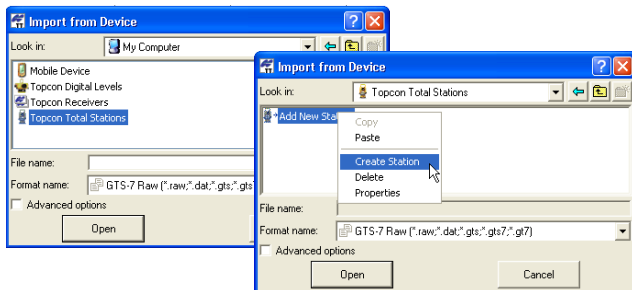 Import from Device
Look in: My Computer
Mobile Device
Topcon Digital Levels
Topcon Receivers
Topcon Total Stations
File name:
Format name: GTS-7 Raw (*.raw;*.dat;*.gts;*.gts
Advanced options
Open
Import from Device
Look in: Topcon Total Stations
Add New Sta
Copy
Paste
Create Station
Delete
Properties
File name:
Format name: GTS-7 Raw (*.raw;*.dat;*.gts;*.gts7;*.gt7)
Advanced options
Open Cancel